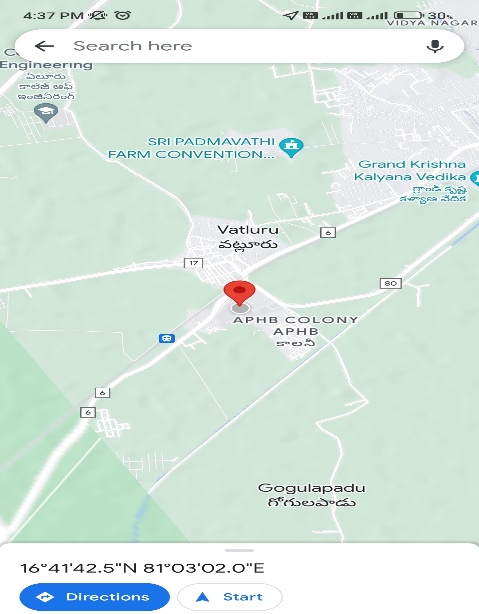 4:37 PM
30%
VIDYA NAGAR
Search here
Engineering
ఏలూరు
కాలేజ్ ఆఫ్
ఇంజనీరింగ్
SRI PADMAVATHI
FARM CONVENTION...
Grand Krishna
Kalyana Vedika
గ్రాండ్ కృష్ణ
కళ్యాణ వేదిక
Vatluru
వట్లూరు
6
17
80
APHB COLONY
APHB
కాలనీ
6
6
Gogulapadu
గోగులపాడు
16°41'42.5"N 81°03'02.0"E
Directions
Start